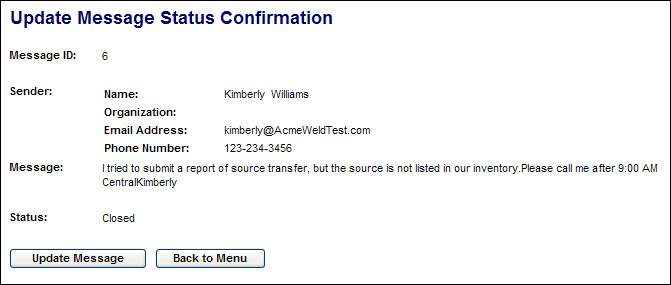 Update Message Status Confirmation
Message ID: 6
Sender:
Name: Kimberly Williams
Organization:
Email Address: kimberly@AcmeWeldTest.com
Phone Number: 123-234-3456
Message: I tried to submit a report of source transfer, but the source is not listed in our inventory.Please call me after 9:00 AM
CentralKimberly
Status: Closed
Update Message Back to Menu